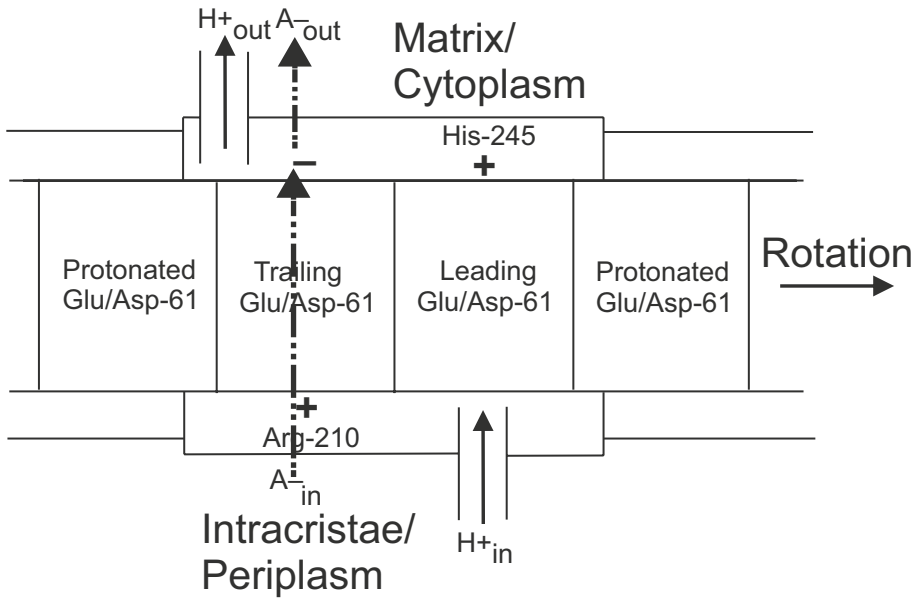 H+out A–out
Matrix/
Cytoplasm
His-245
+
–
Protonated
Glu/Asp-61
Trailing
Glu/Asp-61
Leading
Glu/Asp-61
Protonated
Glu/Asp-61
Rotation
+
Arg-210
A–in
Intracristae/
Periplasm
H+in